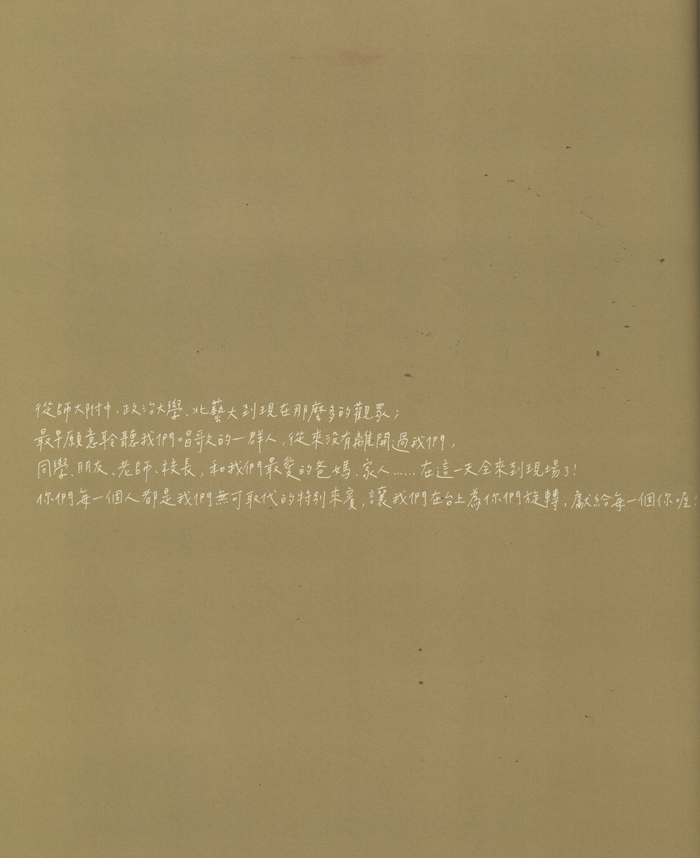 從師大附中、政治大學、北藝大到現在那麼多的觀眾；
最早願意聆聽我們唱歌的一群人，從來沒有離開過我們，
同學、朋友、老師、校長，和我們最愛的爸媽、家人……在這一天全來到現場了！
你們每一個人都是我們無可取代的特別來賓，讓我們在台上為你們旋轉，獻給每一個你喔！